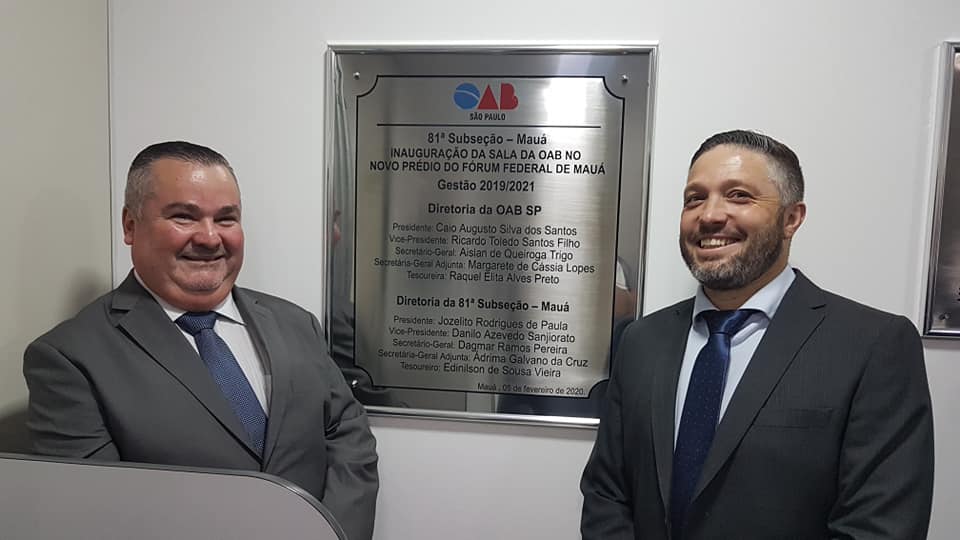 OAB
SÃO PAULO
81ª Subseção – Mauá
INAUGURAÇÃO DA SALA DA OAB NO
NOVO PRÉDIO DO FÓRUM FEDERAL DE MAUÁ
Gestão 2019/2021
Diretoria da OAB SP
Presidente: Caio Augusto Silva dos Santos
Vice-Presidente: Ricardo Toledo Santos Filho
Secretário-Geral: Aislan de Queiroga Trigo
Secretária-Geral Adjunta: Margarete de Cássia Lopes
Tesoureira: Raquel Elita Alves Preto
Diretoria da 81ª Subseção – Mauá
Presidente: Jozelito Rodrigues de Paula
Vice-Presidente: Danilo Azevedo Sanjiorato
Secretário-Geral: Dagmar Ramos Pereira
Secretária-Geral Adjunta: Adrima Galvano da Cruz
Tesoureiro: Edinilson de Sousa Vieira
Mauá , 05 de fevereiro de 2020.